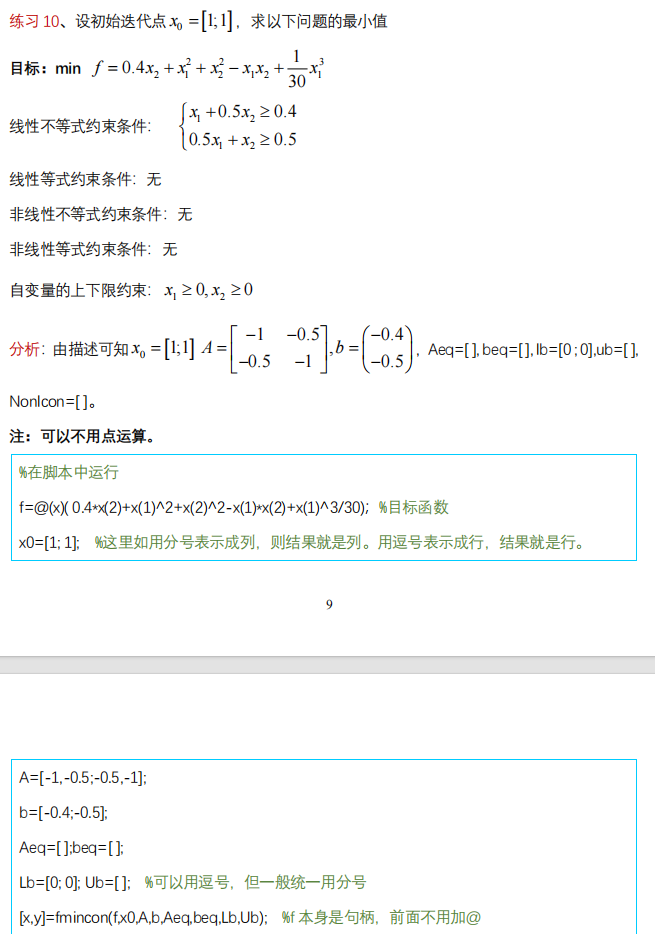 练习 10、设初始迭代点 x₀ = [1;1]，求以下问题的最小值
目标：min f = 0.4x₂ + x₁² + x₂² − x₁x₂ + 1/30 x₁³
线性不等式约束条件： { x₁ + 0.5x₂ ≥ 0.4
0.5x₁ + x₂ ≥ 0.5
线性等式约束条件：无
非线性不等式约束条件：无
非线性等式约束条件：无
自变量的上下限约束： x₁ ≥ 0, x₂ ≥ 0
分析：由描述可知 x₀ = [1;1] A = [−1 −0.5; −0.5 −1], b = (−0.4; −0.5)，Aeq=[ ], beq=[ ], lb=[0 ; 0],ub=[ ],
Nonlcon=[ ]。
注：可以不用点运算。
%在脚本中运行
f=@(x)( 0.4*x(2)+x(1)^2+x(2)^2-x(1)*x(2)+x(1)^3/30); %目标函数
x0=[1; 1]; %这里如用分号表示成列，则结果就是列。用逗号表示成行，结果就是行。
9
A=[-1,-0.5;-0.5,-1];
b=[-0.4;-0.5];
Aeq=[ ];beq=[ ];
Lb=[0; 0]; Ub=[ ]; %可以用逗号，但一般统一用分号
[x,y]=fmincon(f,x0,A,b,Aeq,beq,Lb,Ub); %f 本身是句柄，前面不用加@